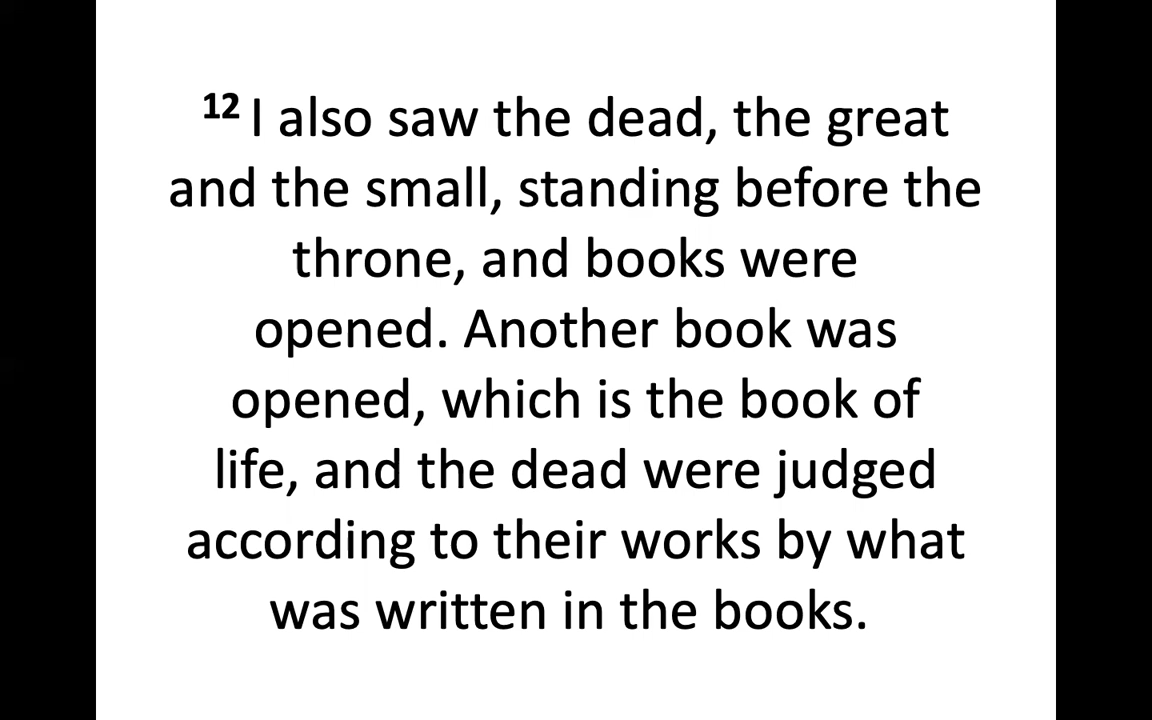 12 I also saw the dead, the great
and the small, standing before the
throne, and books were
opened. Another book was
opened, which is the book of
life, and the dead were judged
according to their works by what
was written in the books.